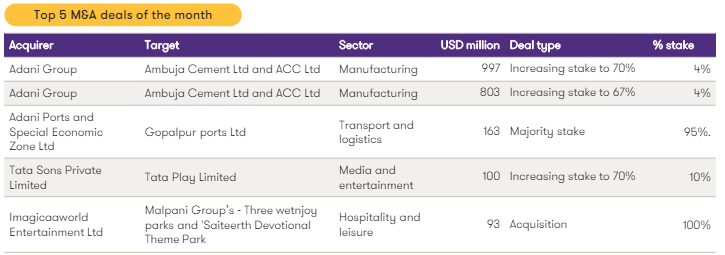 Top 5 M&A deals of the month
Acquirer Target Sector USD million Deal type % stake
Adani Group Ambuja Cement Ltd and ACC Ltd Manufacturing 997 Increasing stake to 70% 4%
Adani Group Ambuja Cement Ltd and ACC Ltd Manufacturing 803 Increasing stake to 67% 4%
Adani Ports and
Special Economic
Zone Ltd
Gopalpur ports Ltd
Transport and
logistics
163 Majority stake 95%.
Tata Sons Private
Limited
Tata Play Limited
Media and
entertainment
100 Increasing stake to 70% 10%
Imagicaaworld
Entertainment Ltd
Malpani Group's - Three wetnjoy
parks and 'Saiteerth Devotional
Theme Park
Hospitality and
leisure
93 Acquisition 100%